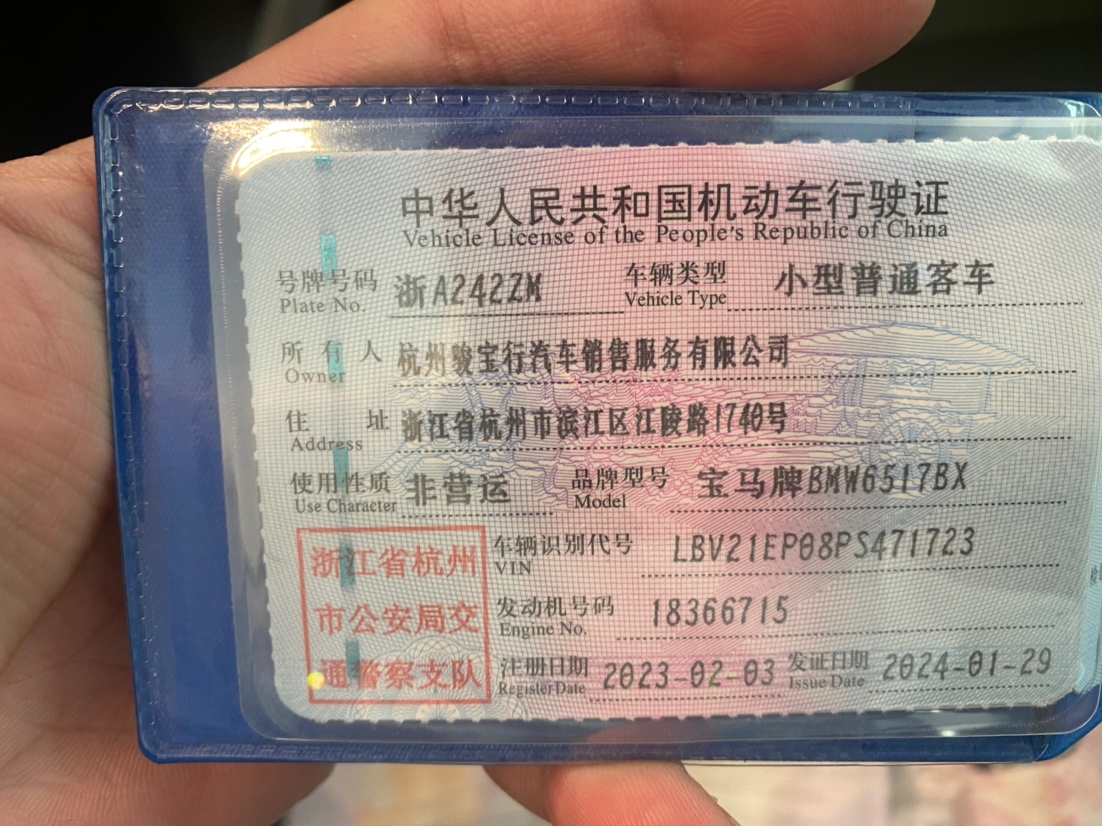 中华人民共和国机动车行驶证
Vehicle License of the People's Republic of China
号牌号码 浙A242ZM 车辆类型 小型普通客车
Plate No. Vehicle Type
所有人 杭州骏宝行汽车销售服务有限公司
Owner
住址 浙江省杭州市滨江区江陵路1740号
Address
使用性质 非营运 品牌型号 宝马牌BMW6517BX
Use Character Model
车辆识别代号 LBV21EP08PS471723
VIN
发动机号码 18366715
Engine No.
注册日期 2023-02-03 发证日期 2024-01-29
Register Date Issue Date
浙江省杭州
市公安局交
通警察支队